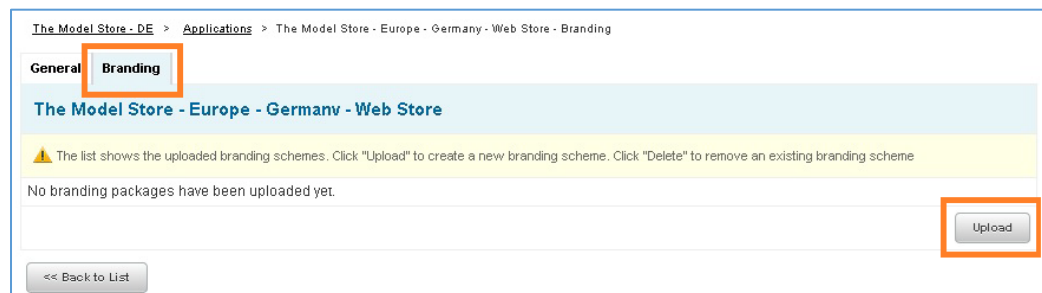 The Model Store - DE > Applications > The Model Store - Europe - Germany - Web Store - Branding
General Branding
The Model Store - Europe - Germany - Web Store
The list shows the uploaded branding schemes. Click "Upload" to create a new branding scheme. Click "Delete" to remove an existing branding scheme
No branding packages have been uploaded yet.
Upload
<< Back to List